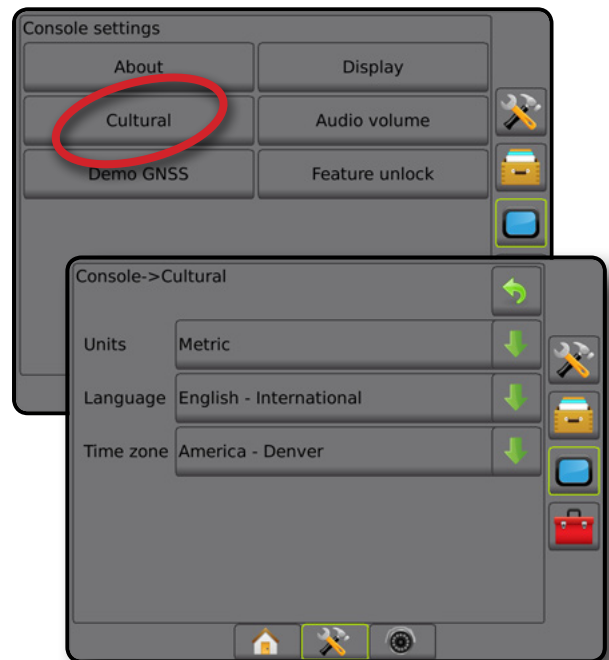 Console settings
About Display
Cultural Audio volume
Demo GNSS Feature unlock
Console->Cultural
Units Metric
Language English - International
Time zone America - Denver